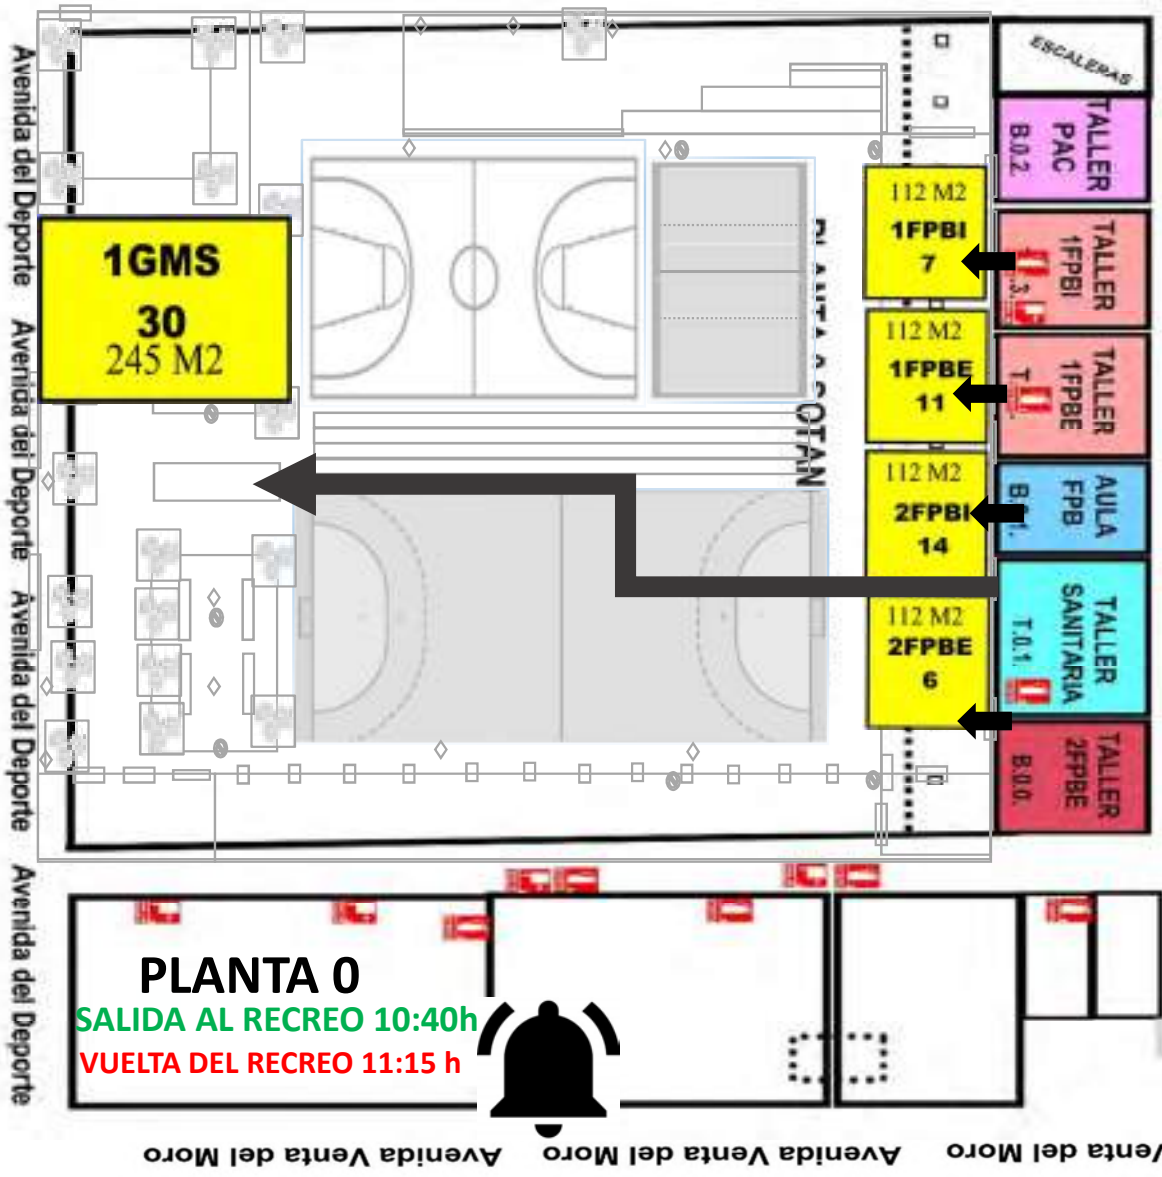 ESCALERAS
TALLER
PAC
B.0.2.
TALLER
1FPBI
TALLER
1FPBE
AULA
FPB
TALLER
SANITARIA
T.0.1.
TALLER
2FPBE
B.0.0.
112 M2
1FPBI
7
112 M2
1FPBE
11
112 M2
2FPBI
14
112 M2
2FPBE
6
1GMS
30
245 M2
Avenida del Deporte
Avenida del Deporte
Avenida del Deporte
Avenida del Deporte
PLANTA 0
SALIDA AL RECREO 10:40h
VUELTA DEL RECREO 11:15 h
Avenida Venta del Moro
Avenida Venta del Moro
Venta del Moro